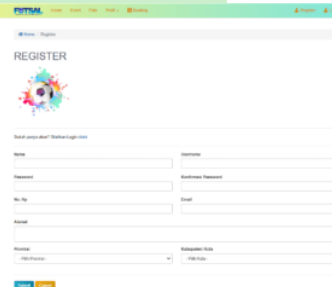 FUTSAL Home Event Foto Profil Booking Register
Home / Register
REGISTER
Sudah punya akun? Silahkan Login disini
Nama Username
Password Konfirmasi Password
No. Hp Email
Alamat
Provinsi Kabupaten/Kota
- Pilih Provinsi - - Pilih Kota -
Submit Cancel